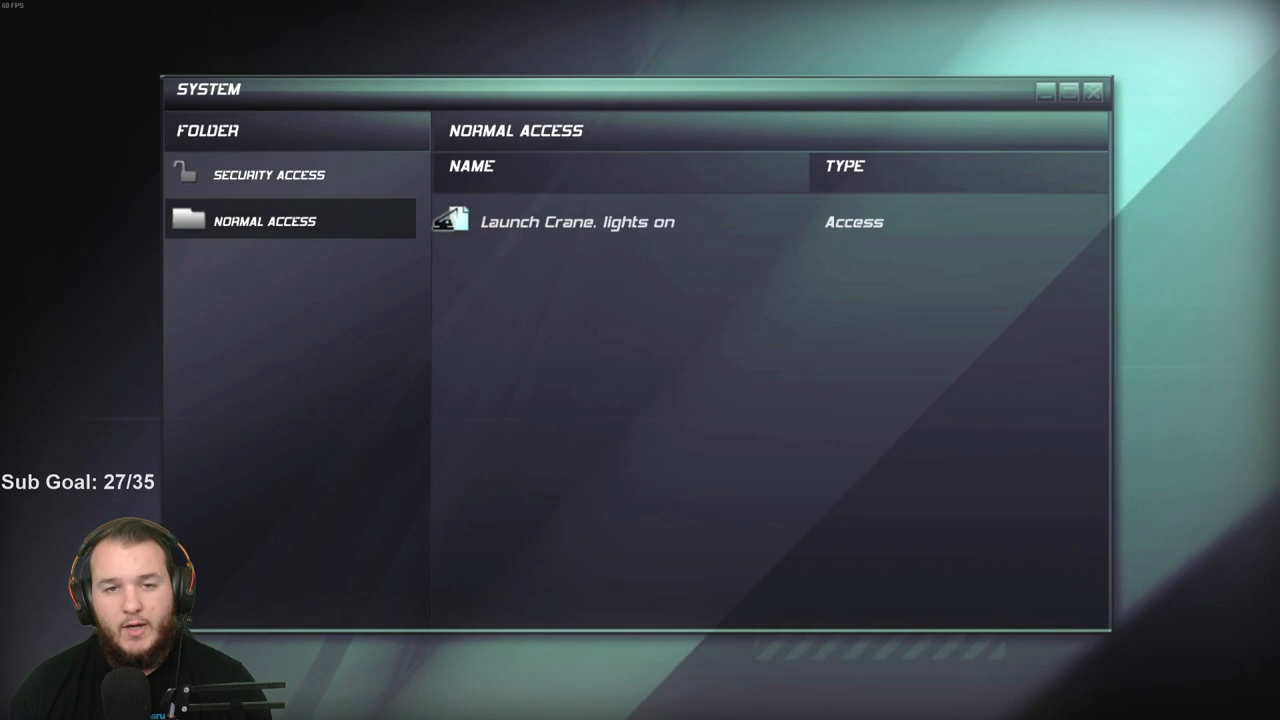 60 FPS
SYSTEM
FOLDER
NORMAL ACCESS
SECURITY ACCESS
NORMAL ACCESS
NAME
TYPE
Launch Crane. lights on
Access
Sub Goal: 27/35
aru